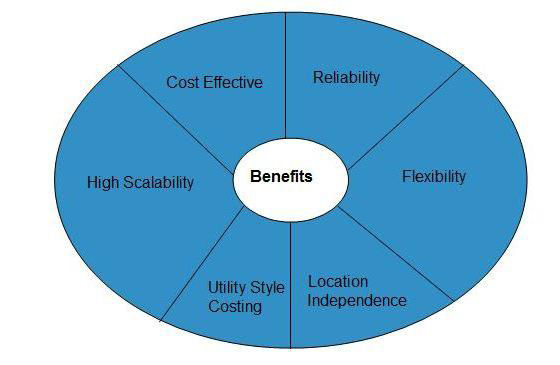 Cost Effective
Reliability
High Scalability
Benefits
Flexibility
Utility Style
Costing
Location
Independence